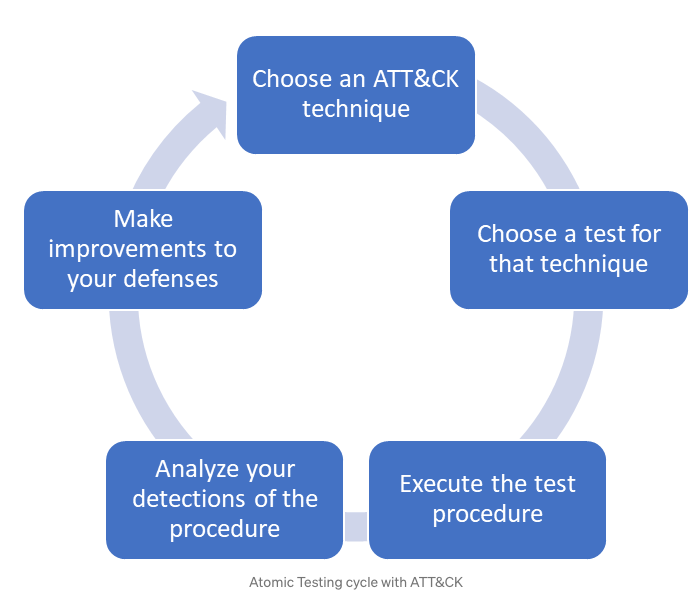 Choose an ATT&CK
technique
Choose a test for
that technique
Execute the test
procedure
Analyze your
detections of the
procedure
Make
improvements to
your defenses
Atomic Testing cycle with ATT&CK